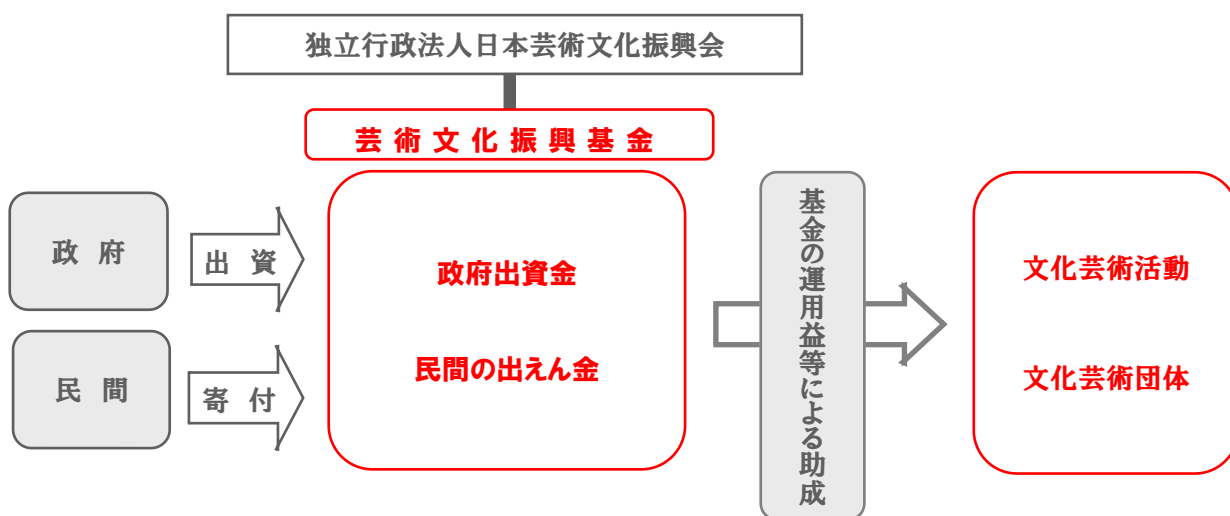 独立行政法人日本芸術文化振興会
芸術文化振興基金
政府
出資
民間
寄付
政府出資金
民間の出えん金
基金の運用益等による助成
文化芸術活動
文化芸術団体